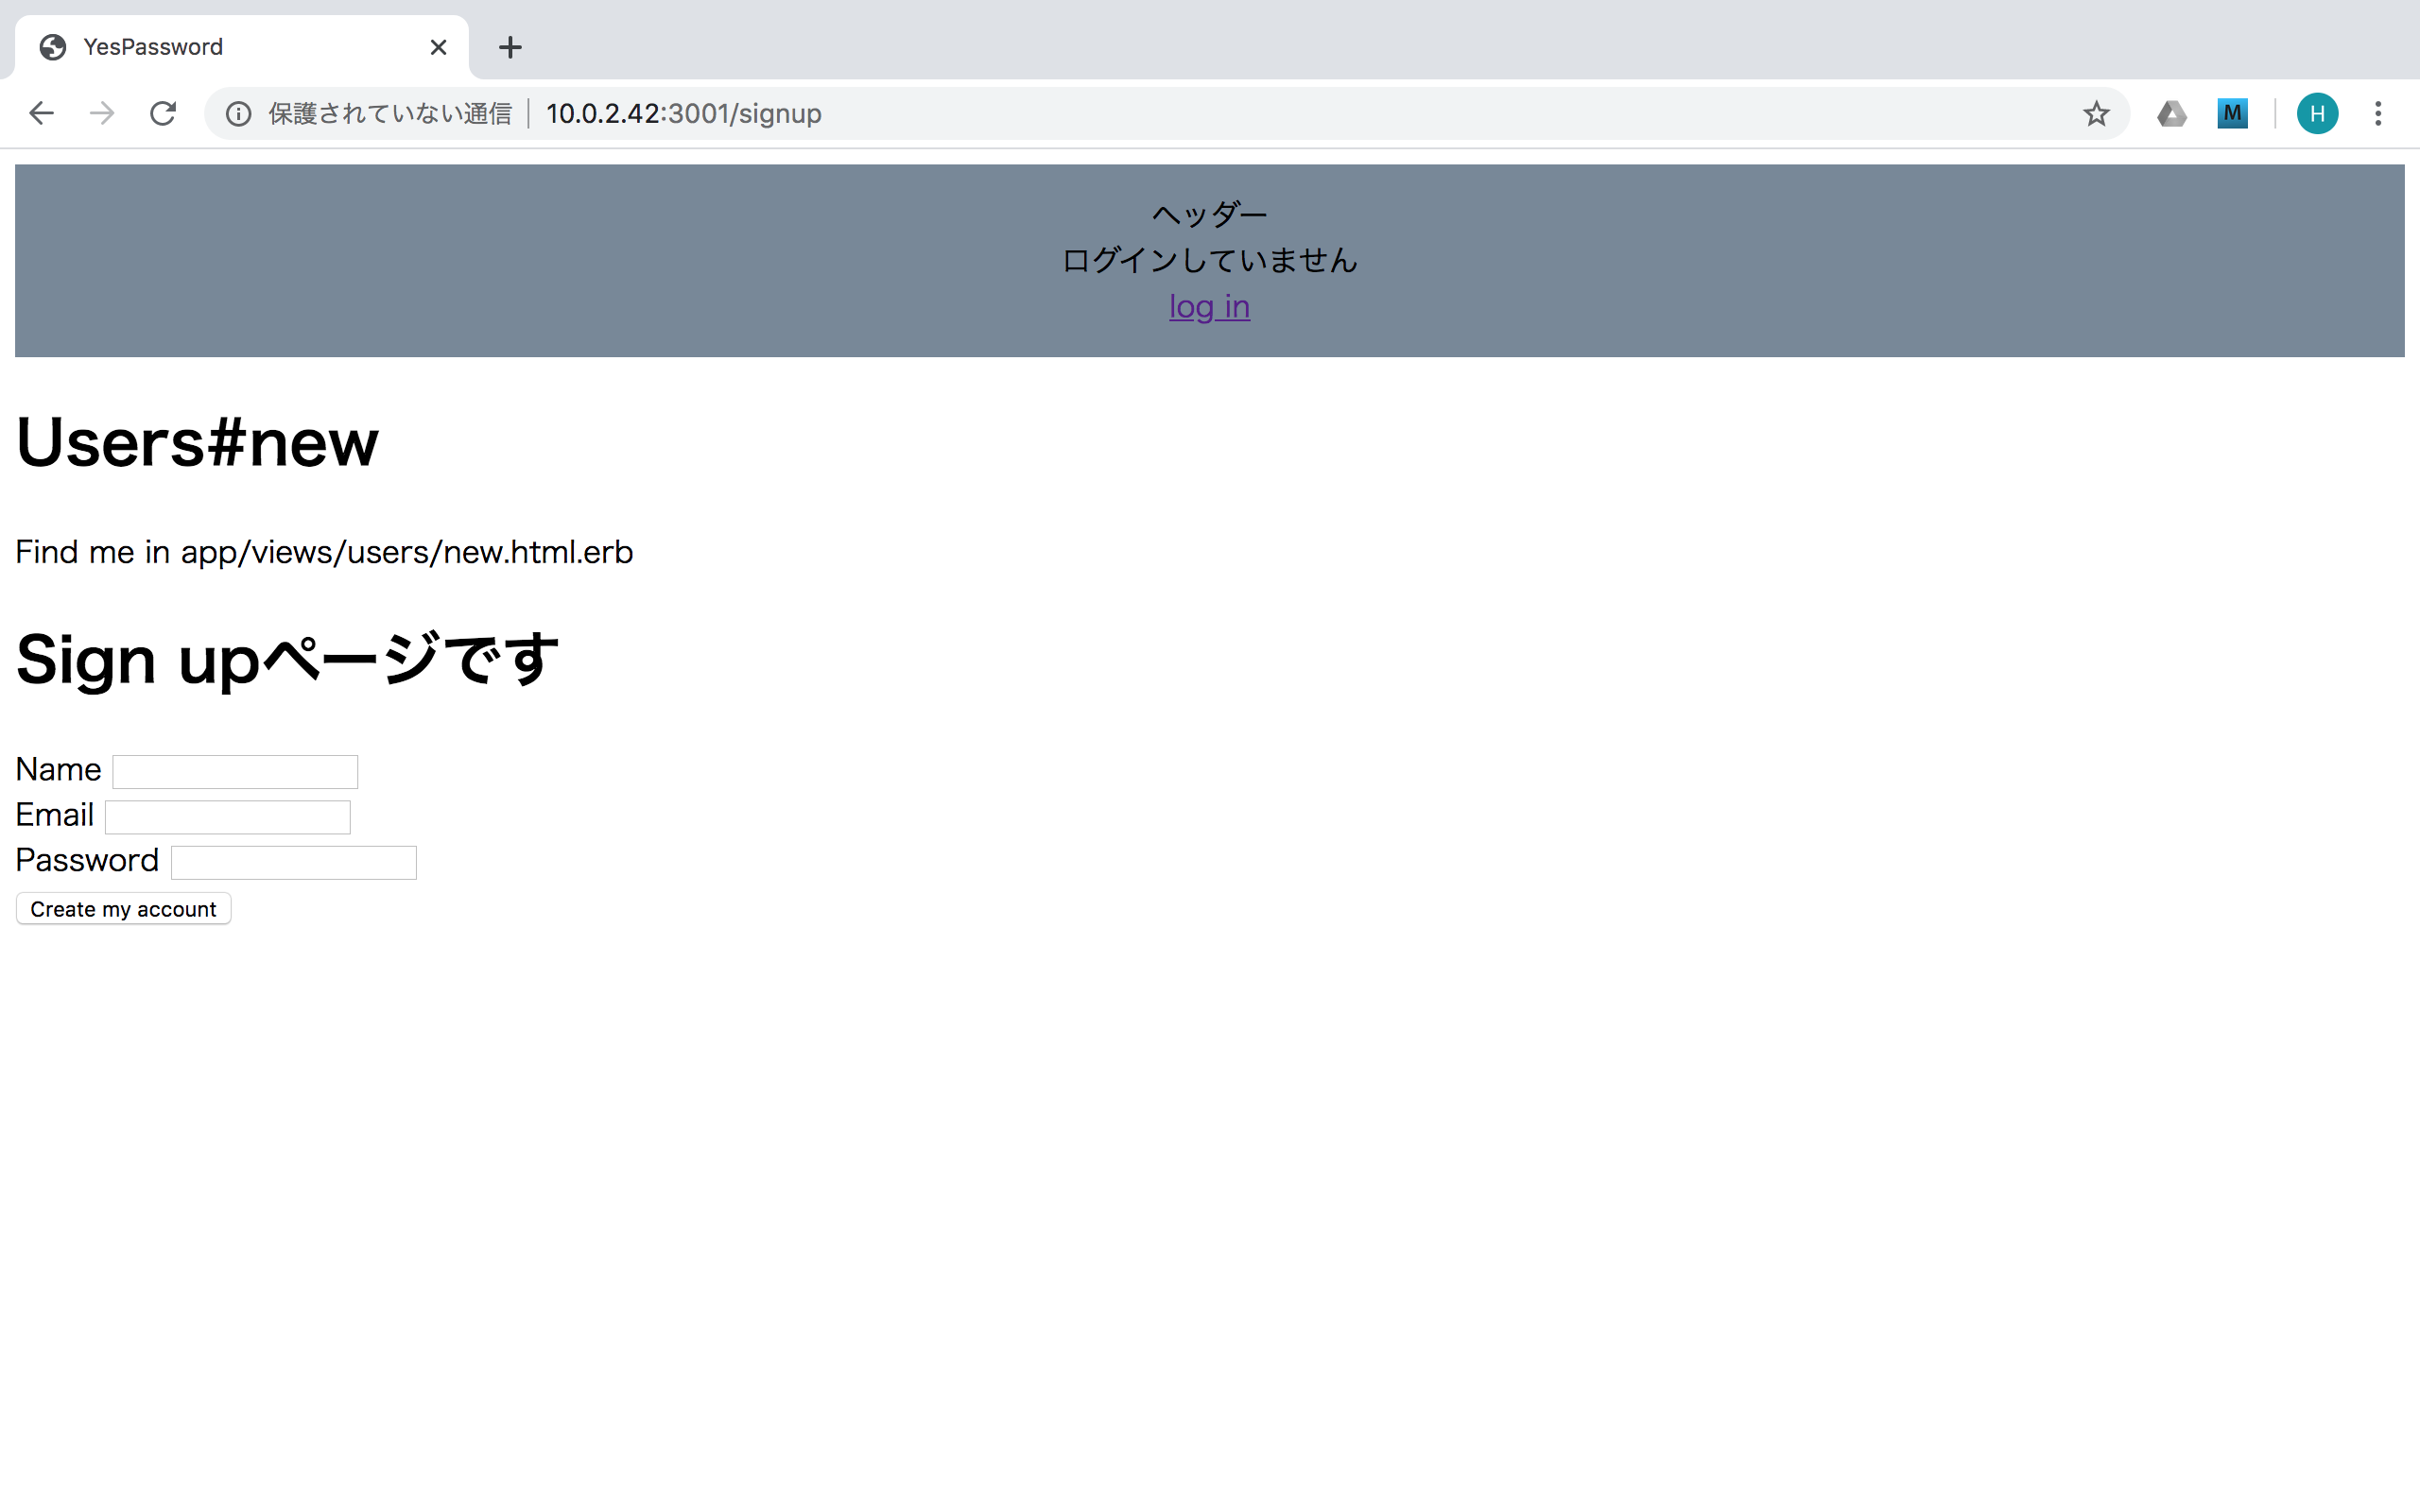 YesPassword
保護されていない通信 10.0.2.42:3001/signup
M
H
ヘッダー
ログインしていません
log in
Users#new
Find me in app/views/users/new.html.erb
Sign upページです
Name
Email
Password
Create my account